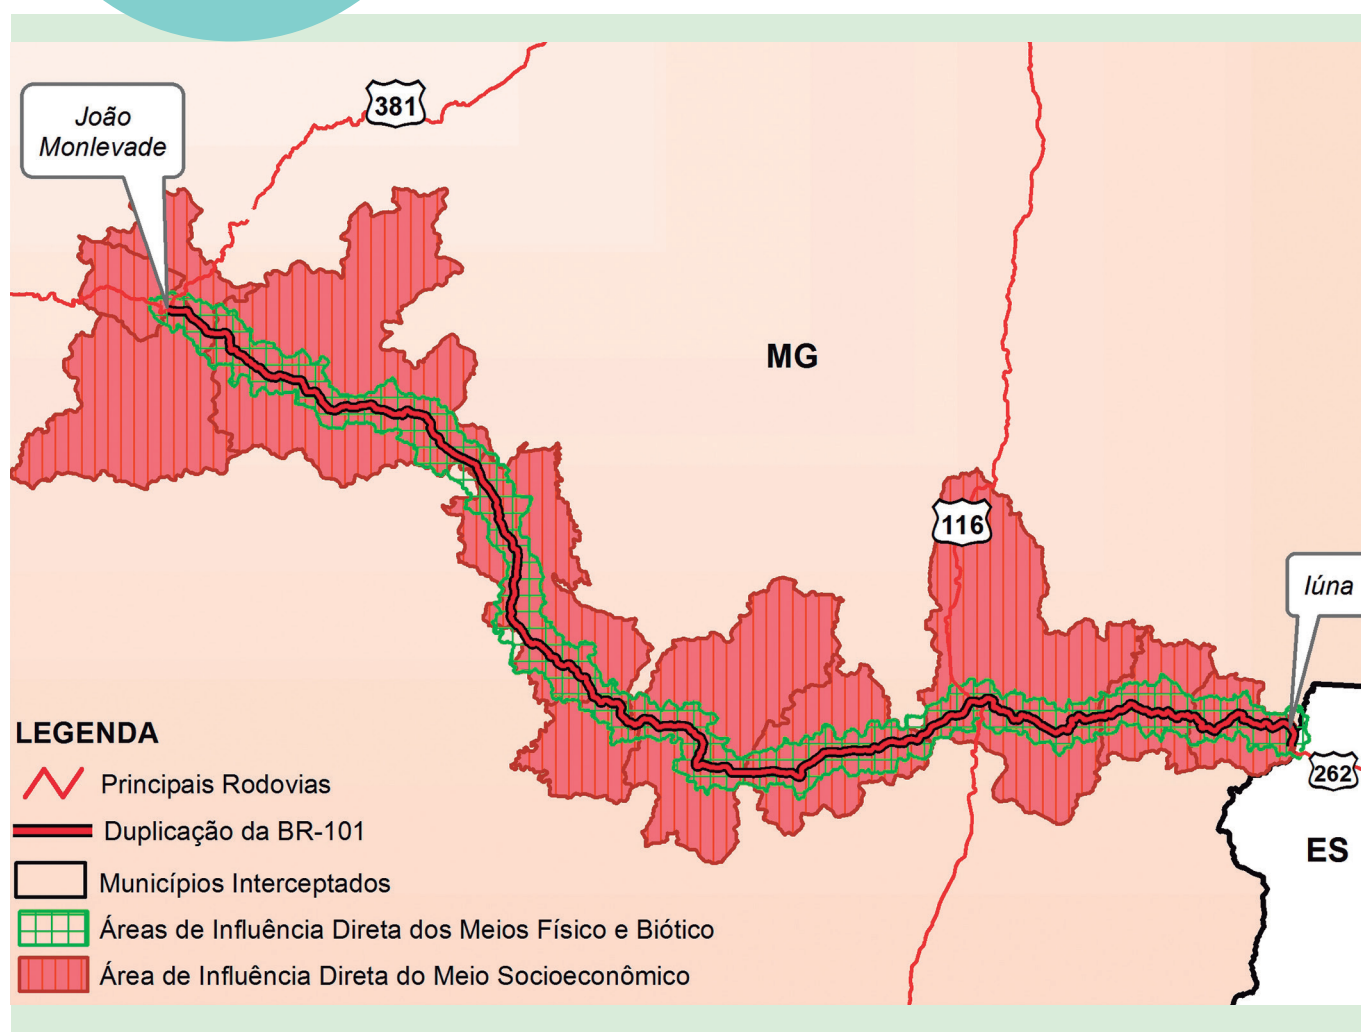 João
Monlevade
381
MG
116
Iúna
262
ES
LEGENDA
Principais Rodovias
Duplicação da BR-101
Municípios Interceptados
Áreas de Influência Direta dos Meios Físico e Biótico
Área de Influência Direta do Meio Socioeconômico